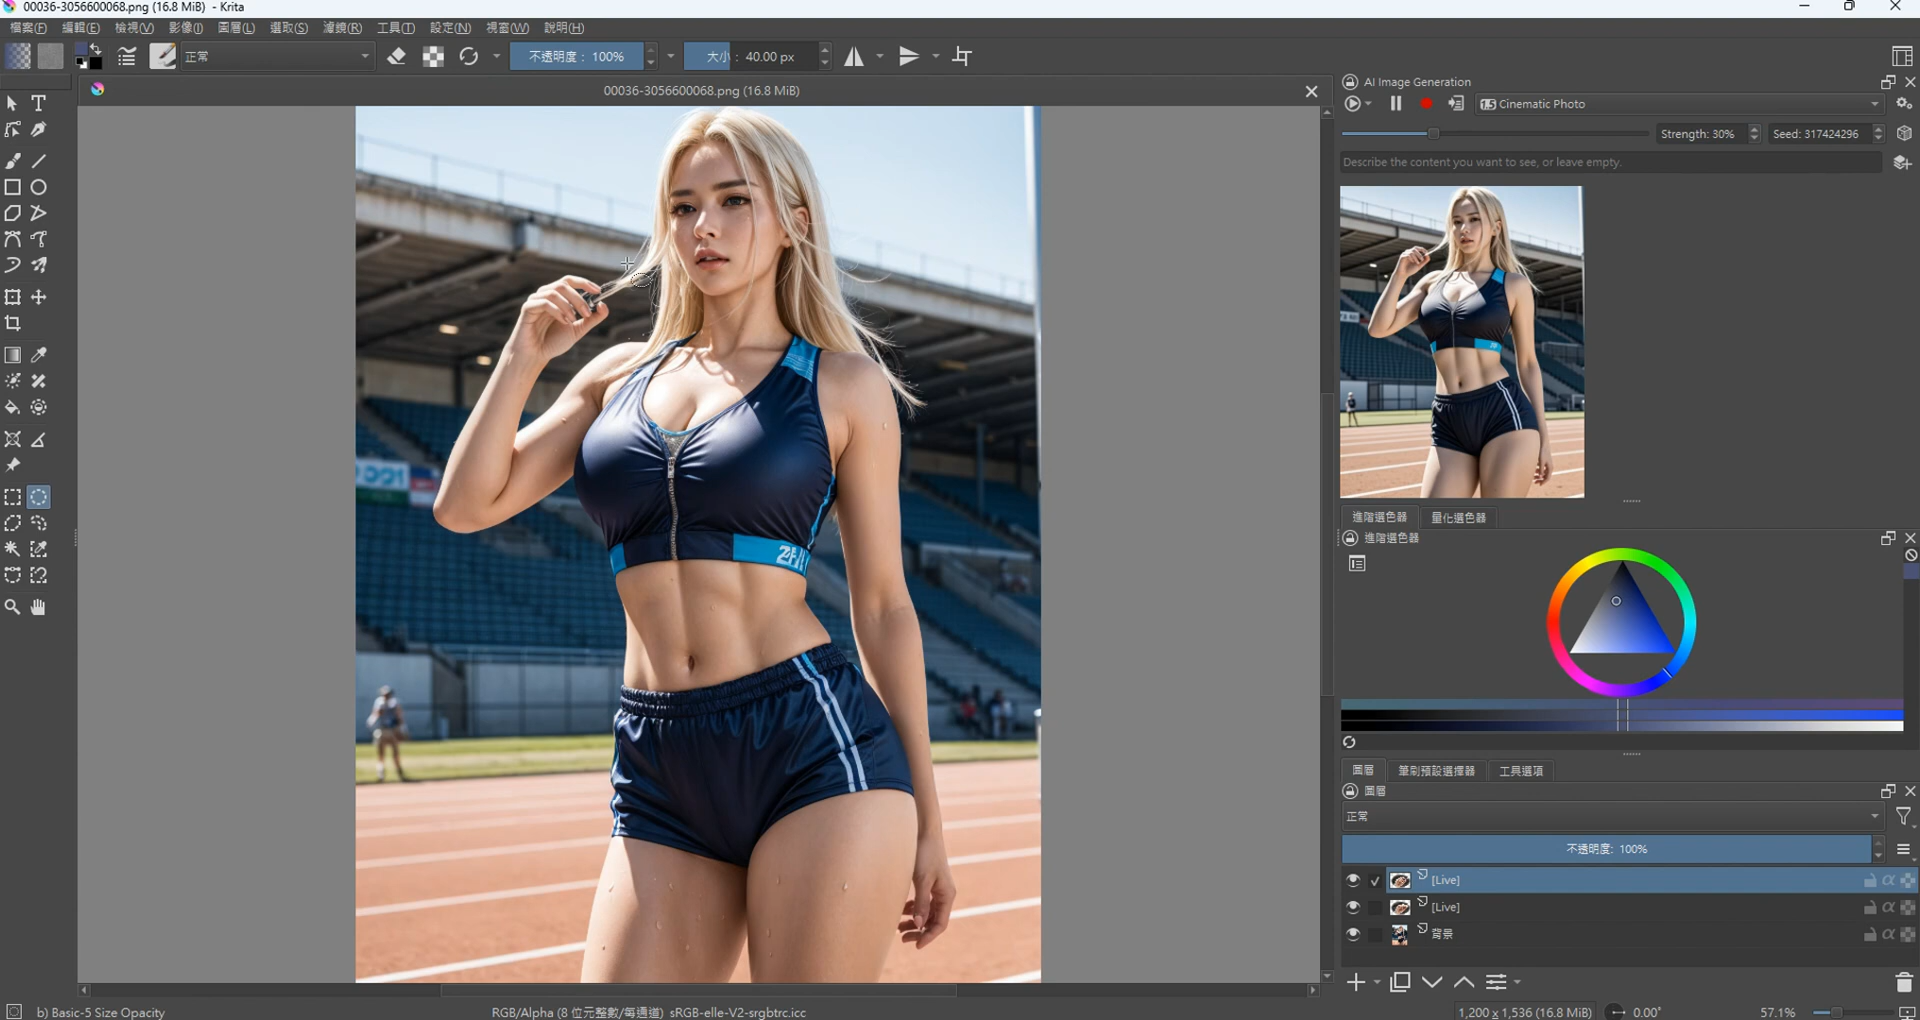 00036-3056600068.png (16.8 MiB) - Krita
檔案(F) 編輯(E) 檢視(V) 影像(I) 圖層(L) 選取(S) 濾鏡(R) 工具(T) 設定(N) 視窗(W) 說明(H)
正常 不透明度： 100% 大小： 40.00 px
00036-3056600068.png (16.8 MiB)
AI Image Generation
1.5 Cinematic Photo
Strength: 30% Seed: 317424296
Describe the content you want to see, or leave empty.
進階選色器 量化選色器
進階選色器
圖層 筆刷預設選擇器 工具選項
圖層
正常
不透明度: 100%
[Live]
[Live]
背景
b) Basic-5 Size Opacity RGB/Alpha (8 位元整數/每通道) sRGB-elle-V2-srgbtrc.icc 1,200 x 1,536 (16.8 MiB) 0.00° 57.1%